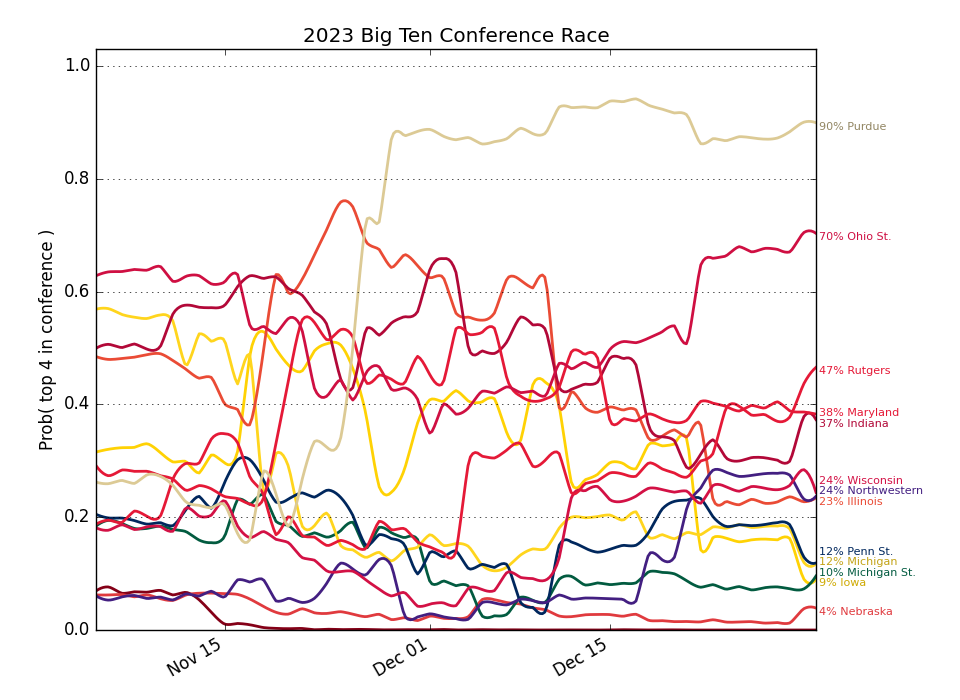 2023 Big Ten Conference Race
Prob( top 4 in conference )
1.0
0.8
0.6
0.4
0.2
0.0
Nov 15
Dec 01
Dec 15
90% Purdue
70% Ohio St.
47% Rutgers
38% Maryland
37% Indiana
24% Wisconsin
24% Northwestern
23% Illinois
12% Penn St.
12% Michigan
10% Michigan St.
9% Iowa
4% Nebraska